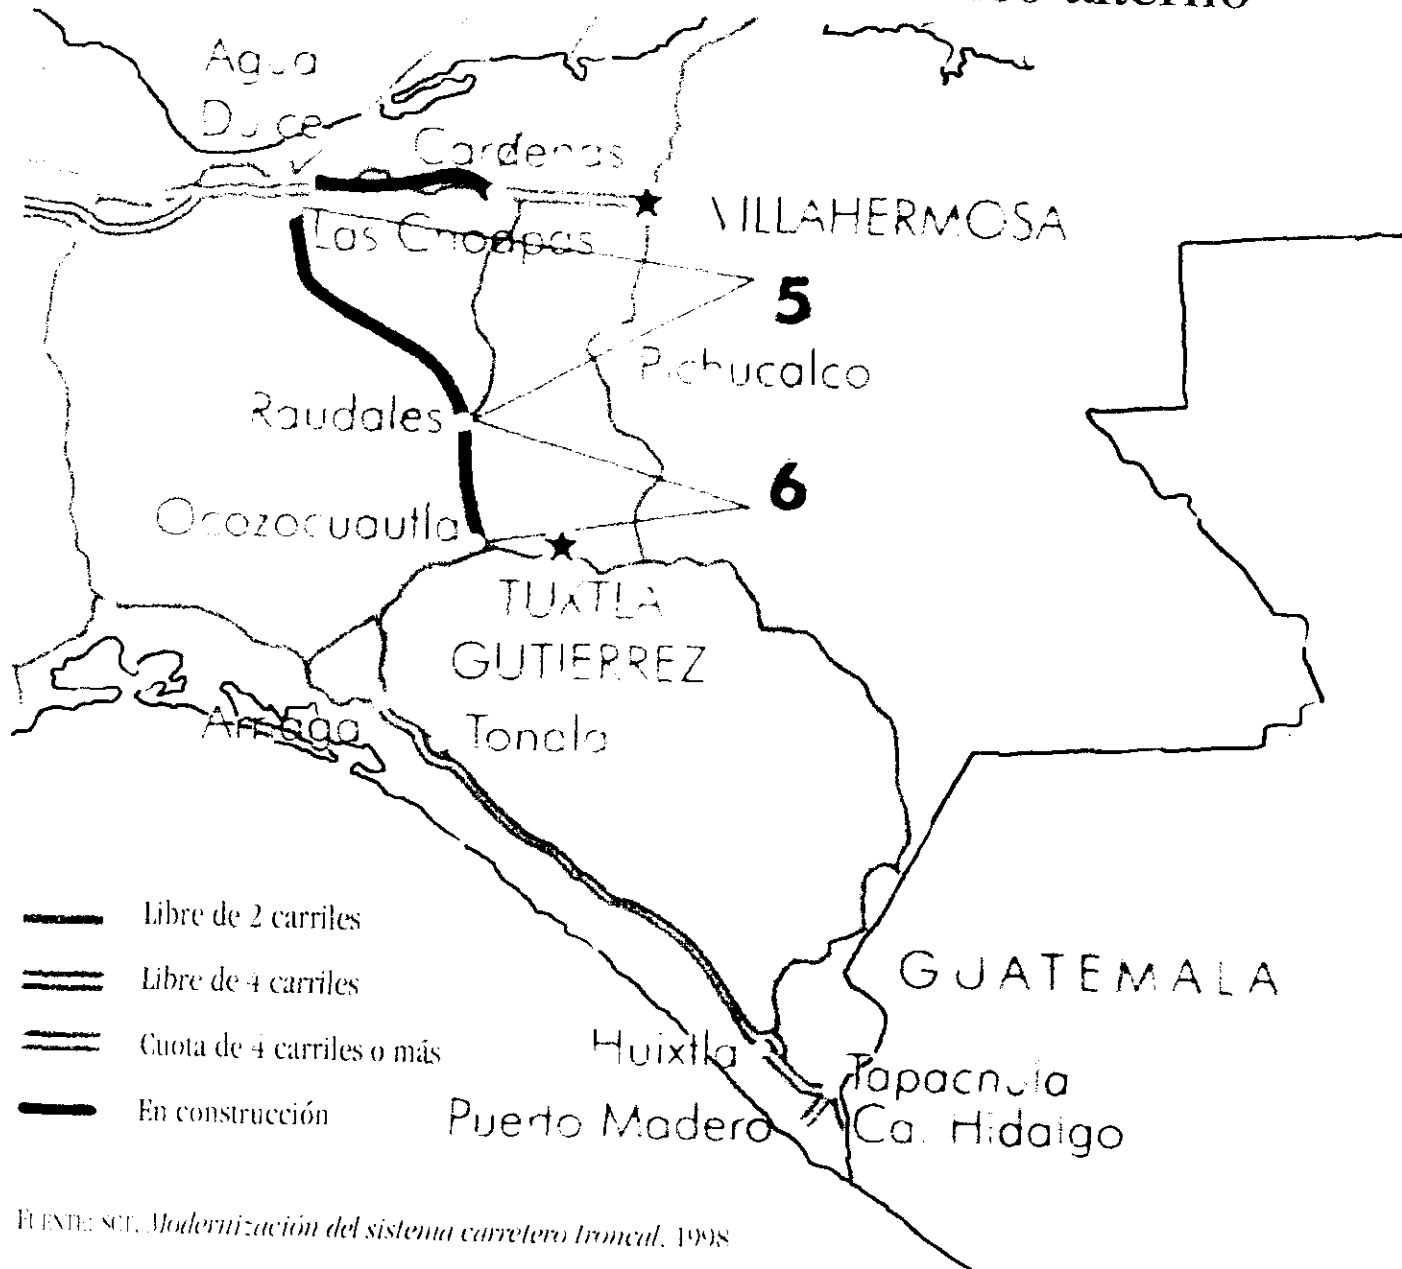 alterno
Agua
Dulce
Cardenas
VILLAHERMOSA
Las Choapas
5
Pichucalco
Raudales
6
Ocozocuautla
TUXTLA
GUTIERREZ
Arriaga
Tonala
Libre de 2 carriles
Libre de 4 carriles
GUATEMALA
Cuota de 4 carriles o más
Huixtla
Tapachula
En construcción
Puerto Madero
Cd. Hidalgo
FUENTE: SCT, Modernización del sistema carretero troncal, 1998